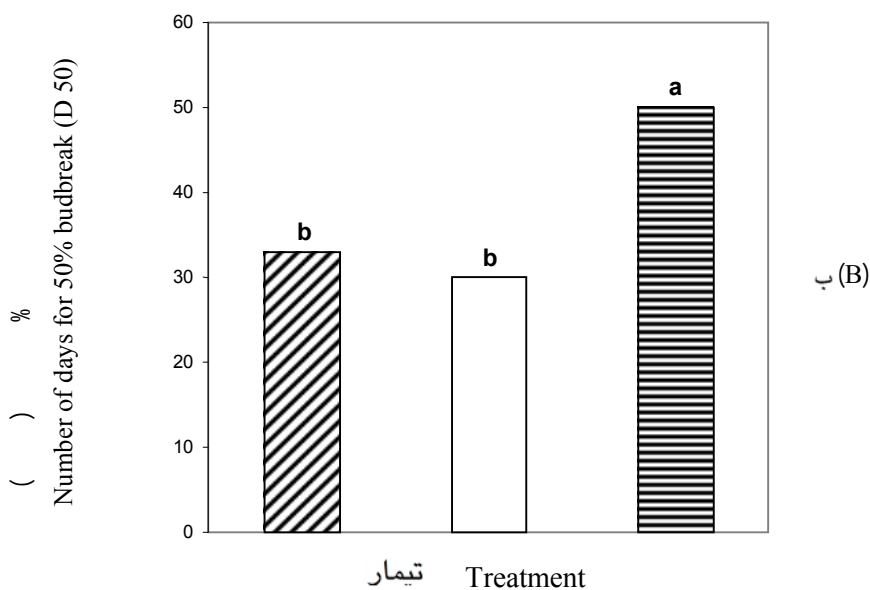 60
50
40
30
20
10
0
b
b
a
Number of days for 50% budbreak (D 50)
( ) %
تیمار Treatment
ب (B)